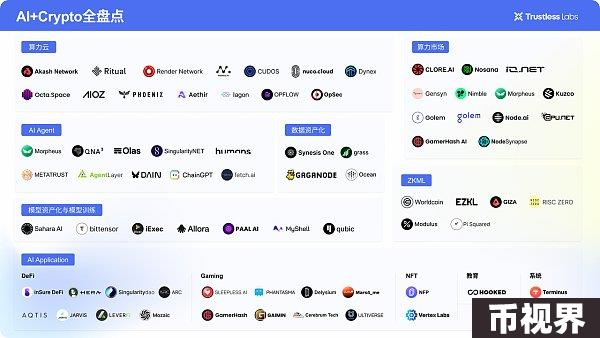 AI+Crypto全盘点
Trustless Labs
算力云
Akash Network Ritual Render Network CUDOS nuco.cloud Dynex
Octa.Space AIOZ PHOENIX Aethir lagon OPFLOW OpSec
算力市场
CLORE.AI Nosana IO.NET
Gensyn Nimble Morpheus Kuzco
Golem golem Node.ai GPU.NET
GamerHash AI NodeSynapse
AI Agent
Morpheus QNA3 Olas SingularityNET humans
METATRUST AgentLayer DAIN ChainGPT fetch.ai
数据资产化
Synesis One grass
GAGANODE Ocean
ZKML
Worldcoin EZKL GIZA RISC ZERO
Modulus Pi Squared
模型资产化与模型训练
Sahara AI bittensor iExec Allora PAAL AI MyShell qubic
AI Application
DeFi
inSure DeFi HERA Singularitydao ARC
AQTIS JARVIS LEVERFI Mozaic
Gaming
SLEEPLESS AI PHANTASMA Delysium Mars4_me
GamerHash GAIMIN Cerebrum Tech ULTIVERSE
NFT
NFP
Vertex Labs
教育
HOOKED
系统
Terminus
币视界